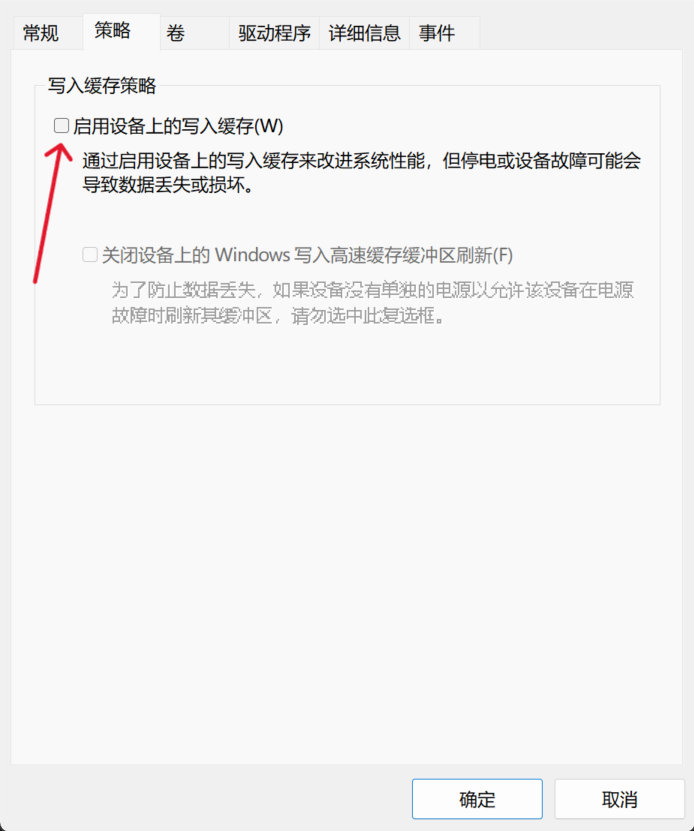 常规 策略 卷 驱动程序 详细信息 事件
写入缓存策略
启用设备上的写入缓存(W)
通过启用设备上的写入缓存来改进系统性能，但停电或设备故障可能会
导致数据丢失或损坏。
关闭设备上的 Windows 写入高速缓存缓冲区刷新(F)
为了防止数据丢失，如果设备没有单独的电源以允许该设备在电源
故障时刷新其缓冲区，请勿选中此复选框。
确定 取消